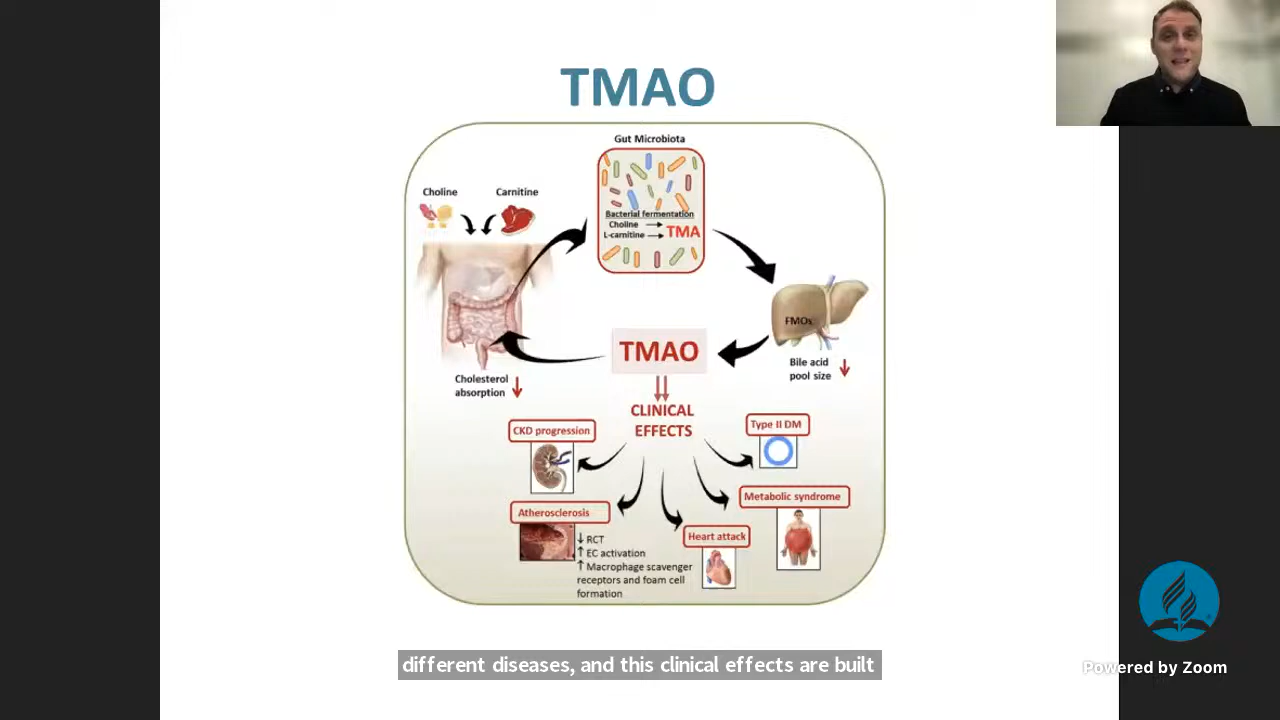 TMAO
Gut Microbiota
Choline
Carnitine
Bacterial fermentation
Choline
L-carnitine
TMA
FMOs
Bile acid
pool size
TMAO
Cholesterol
absorption
CLINICAL
EFFECTS
CKD progression
Type II DM
Atherosclerosis
Metabolic syndrome
RCT
EC activation
Macrophage scavenger
receptors and foam cell
formation
Heart attack
different diseases, and this clinical effects are built
Powered by Zoom